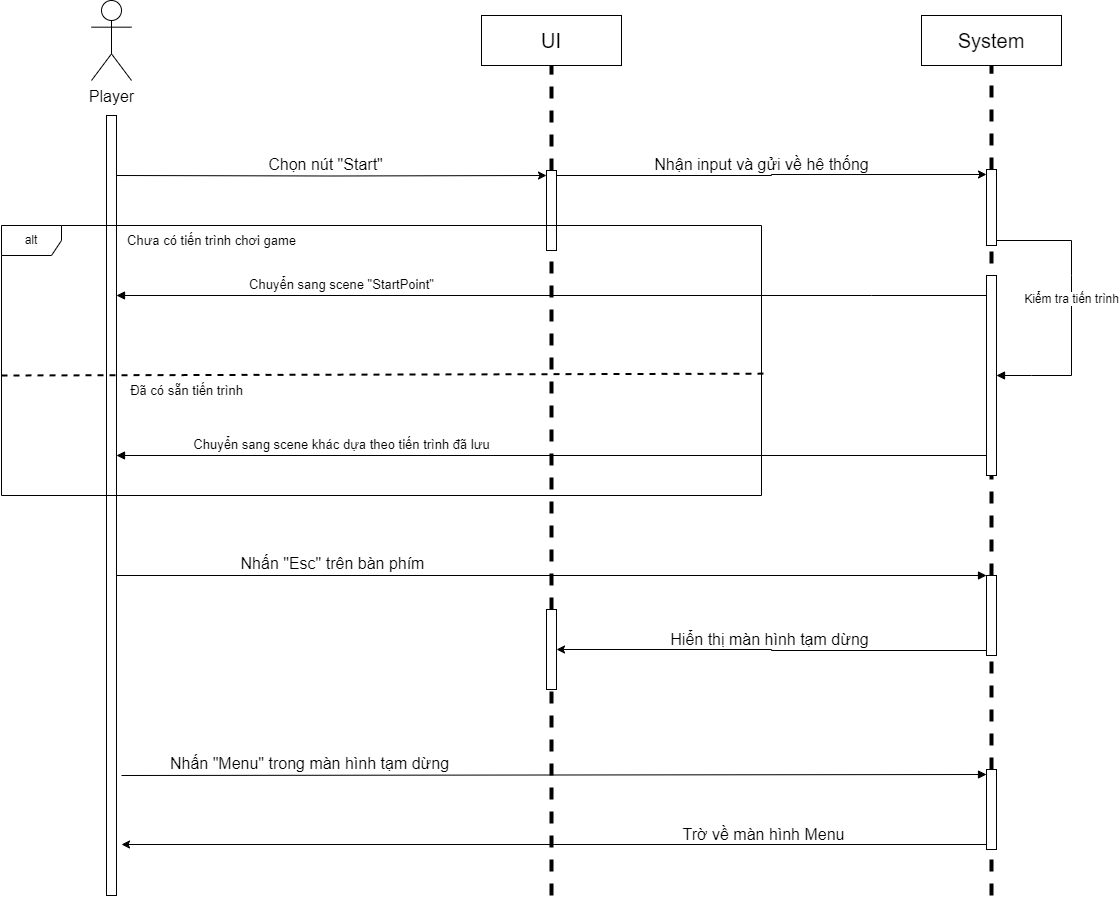 UI
System
Player
Chọn nút "Start"
Nhận input và gửi về hê thống
alt
Chưa có tiến trình chơi game
Chuyển sang scene "StartPoint"
Kiểm tra tiến trình
Đã có sẵn tiến trình
Chuyển sang scene khác dựa theo tiến trình đã lưu
Nhấn "Esc" trên bàn phím
Hiển thị màn hình tạm dừng
Nhấn "Menu" trong màn hình tạm dừng
Trờ về màn hình Menu